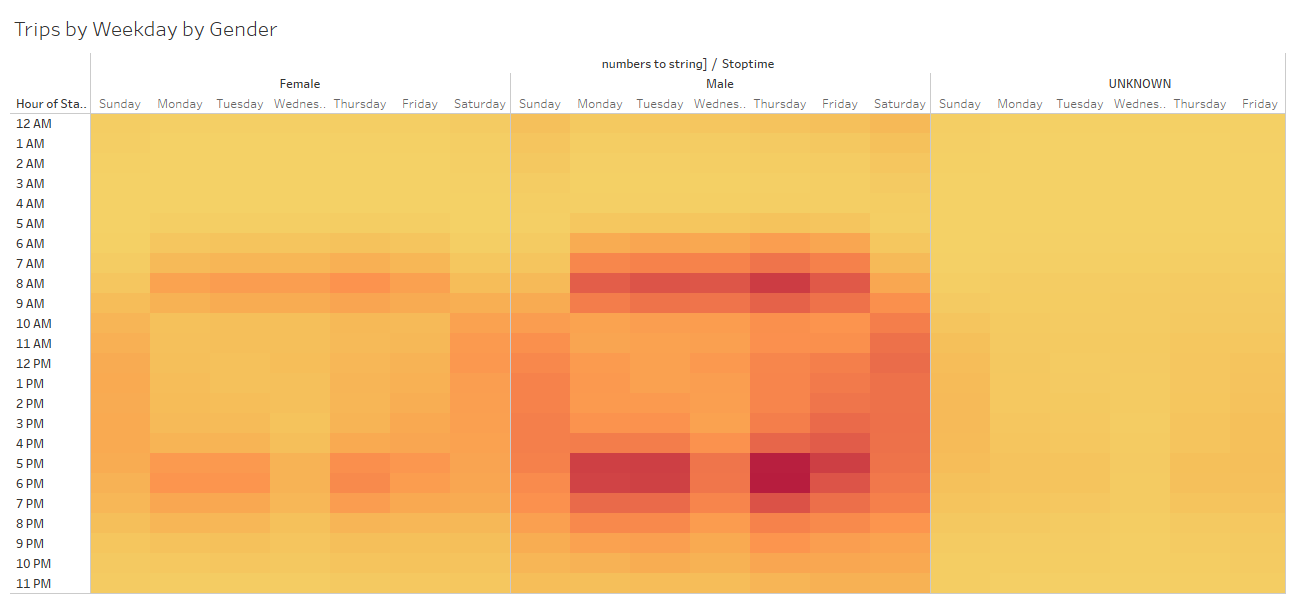 Trips by Weekday by Gender
numbers to string] / Stoptime
Female Male UNKNOWN
Hour of Sta.. Sunday Monday Tuesday Wednes.. Thursday Friday Saturday Sunday Monday Tuesday Wednes.. Thursday Friday Saturday Sunday Monday Tuesday Wednes.. Thursday Friday
12 AM
1 AM
2 AM
3 AM
4 AM
5 AM
6 AM
7 AM
8 AM
9 AM
10 AM
11 AM
12 PM
1 PM
2 PM
3 PM
4 PM
5 PM
6 PM
7 PM
8 PM
9 PM
10 PM
11 PM